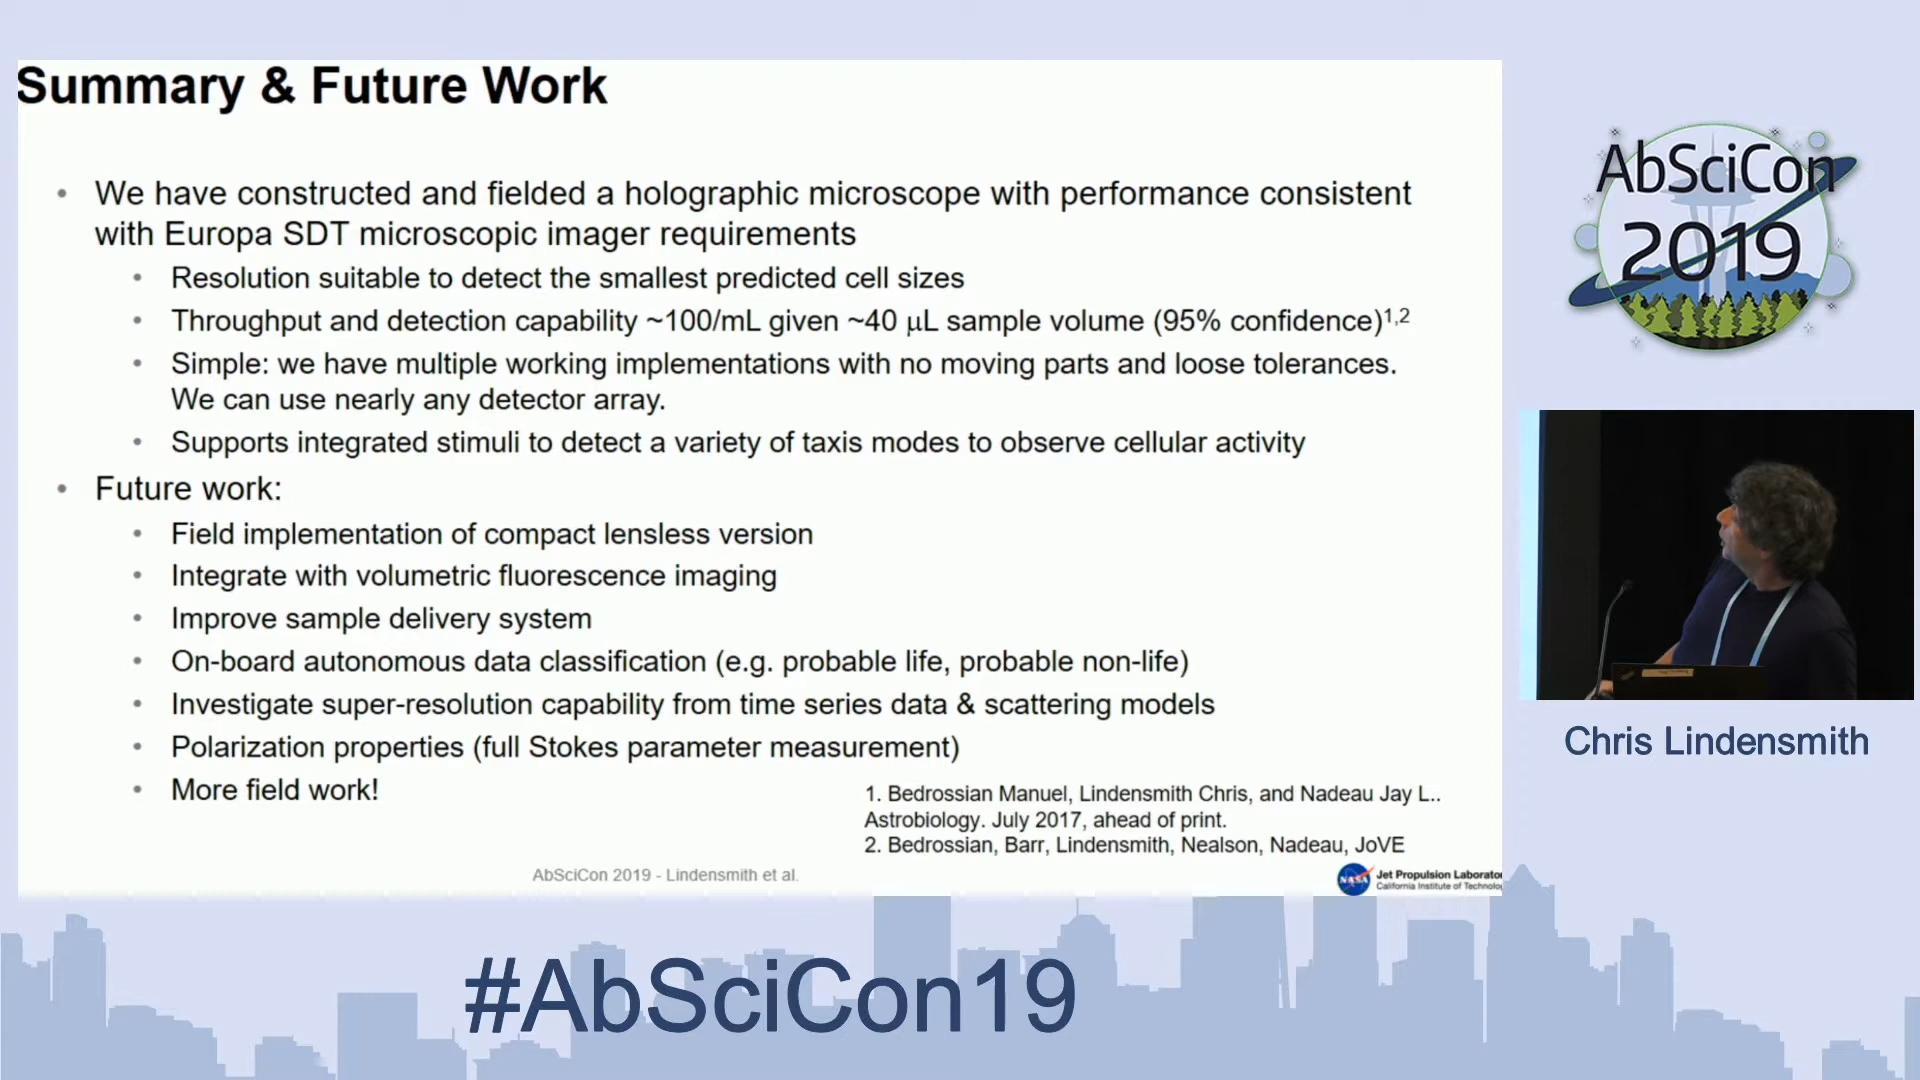 Summary & Future Work
• We have constructed and fielded a holographic microscope with performance consistent
with Europa SDT microscopic imager requirements
• Resolution suitable to detect the smallest predicted cell sizes
• Throughput and detection capability ~100/mL given ~40 µL sample volume (95% confidence)1,2
• Simple: we have multiple working implementations with no moving parts and loose tolerances.
We can use nearly any detector array.
• Supports integrated stimuli to detect a variety of taxis modes to observe cellular activity
• Future work:
• Field implementation of compact lensless version
• Integrate with volumetric fluorescence imaging
• Improve sample delivery system
• On-board autonomous data classification (e.g. probable life, probable non-life)
• Investigate super-resolution capability from time series data & scattering models
• Polarization properties (full Stokes parameter measurement)
• More field work!
1. Bedrossian Manuel, Lindensmith Chris, and Nadeau Jay L..
Astrobiology. July 2017, ahead of print.
2. Bedrossian, Barr, Lindensmith, Nealson, Nadeau, JoVE
AbSciCon 2019 - Lindensmith et al.
NASA
Jet Propulsion Laborato
California Institute of Technolo
AbSciCon
2019
Chris Lindensmith
#AbSciCon19